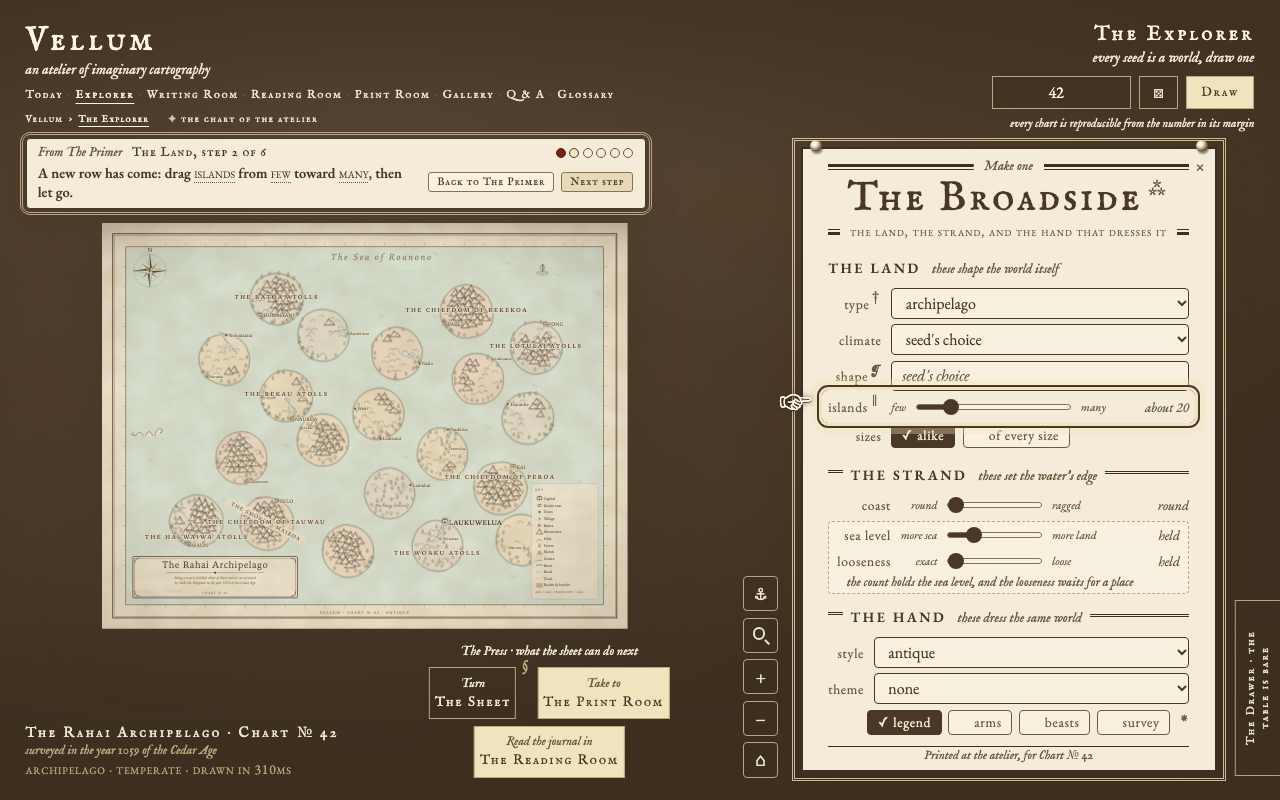 Vellum
an atelier of imaginary cartography
Today · Explorer · Writing Room · Reading Room · Print Room · Gallery · Q & A · Glossary
Vellum › The Explorer ✦ the chart of the atelier
The Explorer
every seed is a world, draw one
42
Draw
every chart is reproducible from the number in its margin
From The Primer The Land, step 2 of 6
A new row has come: drag islands from few toward many, then
let go.
Back to The Primer
Next step
N
The Sea of Roanono
THE RATOA ATOLLS
THE CHIEFDOM OF REKEKOA
THE LOTULAI ATOLLS
THE REKAU ATOLLS
THE CHIEFDOM OF PEROA
THE CHIEFDOM OF TAUWAU
THE HAUWAIWA ATOLLS
LAUKUWELUA
THE WOAKU ATOLLS
The Rahai Archipelago
VELLUM · CHART № 42 · ANTIQUE
The Press · what the sheet can do next
Turn
The Sheet
§
Take to
The Print Room
Read the journal in
The Reading Room
The Rahai Archipelago · Chart № 42
surveyed in the year 1059 of the Cedar Age
archipelago · temperate · drawn in 310ms
Make one
×
The Broadside ⁂
the land, the strand, and the hand that dresses it
THE LAND these shape the world itself
type † archipelago
climate seed's choice
shape ¶ seed's choice
islands ‖ few many about 20
sizes ✓ alike of every size
THE STRAND these set the water's edge
coast round ragged round
sea level more sea more land held
looseness exact loose held
the count holds the sea level, and the looseness waits for a place
THE HAND these dress the same world
style antique
theme none
✓ legend arms beasts survey *
Printed at the atelier, for Chart № 42
The Drawer · the
table is bare